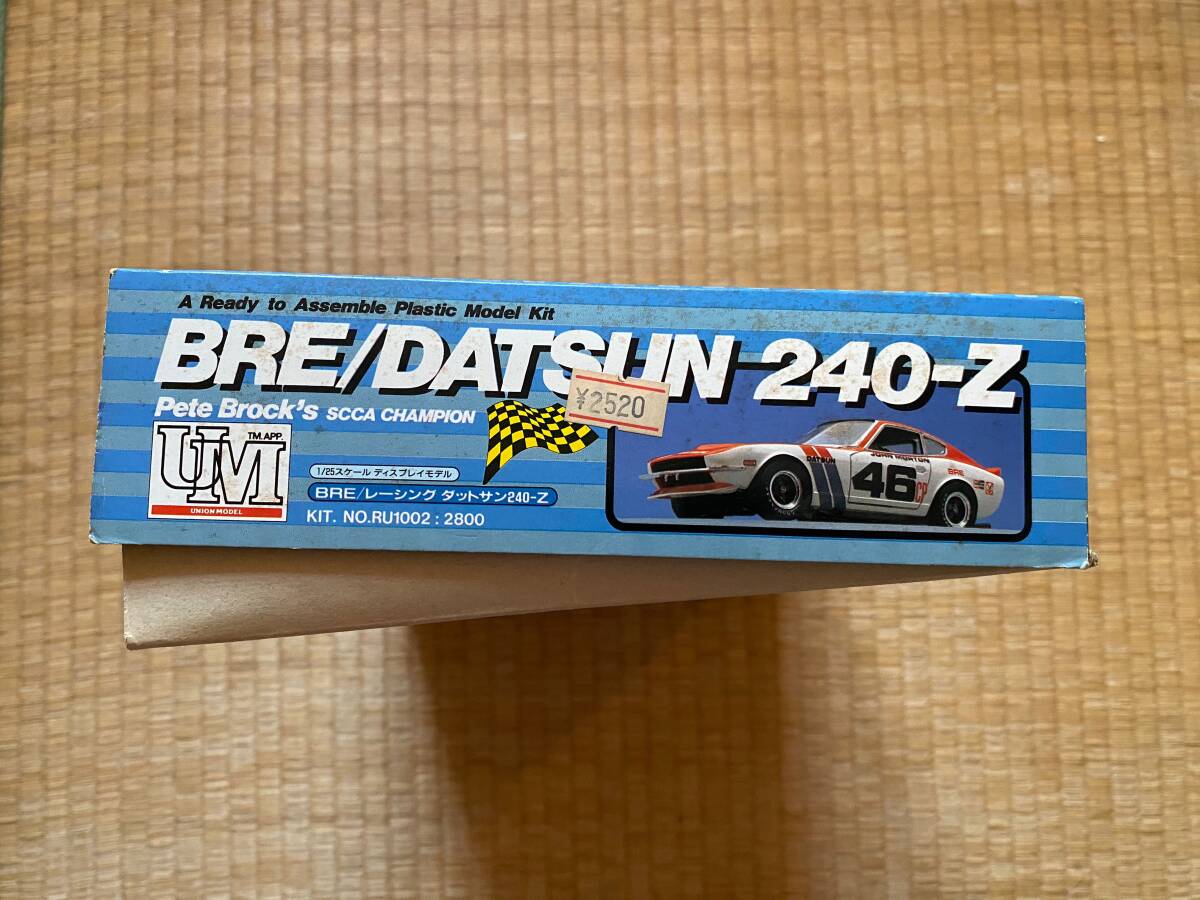 A Ready to Assemble Plastic Model Kit
BRE/DATSUN 240-Z
¥2520
Pete Brock's SCCA CHAMPION
UM
TM.APP.
UNION MODEL
1/25スケール ディスプレイモデル
BRE/レーシング ダットサン240-Z
KIT. NO.RU1002:2800
JOHN MORTON
DATSUN
46
CP
BRE